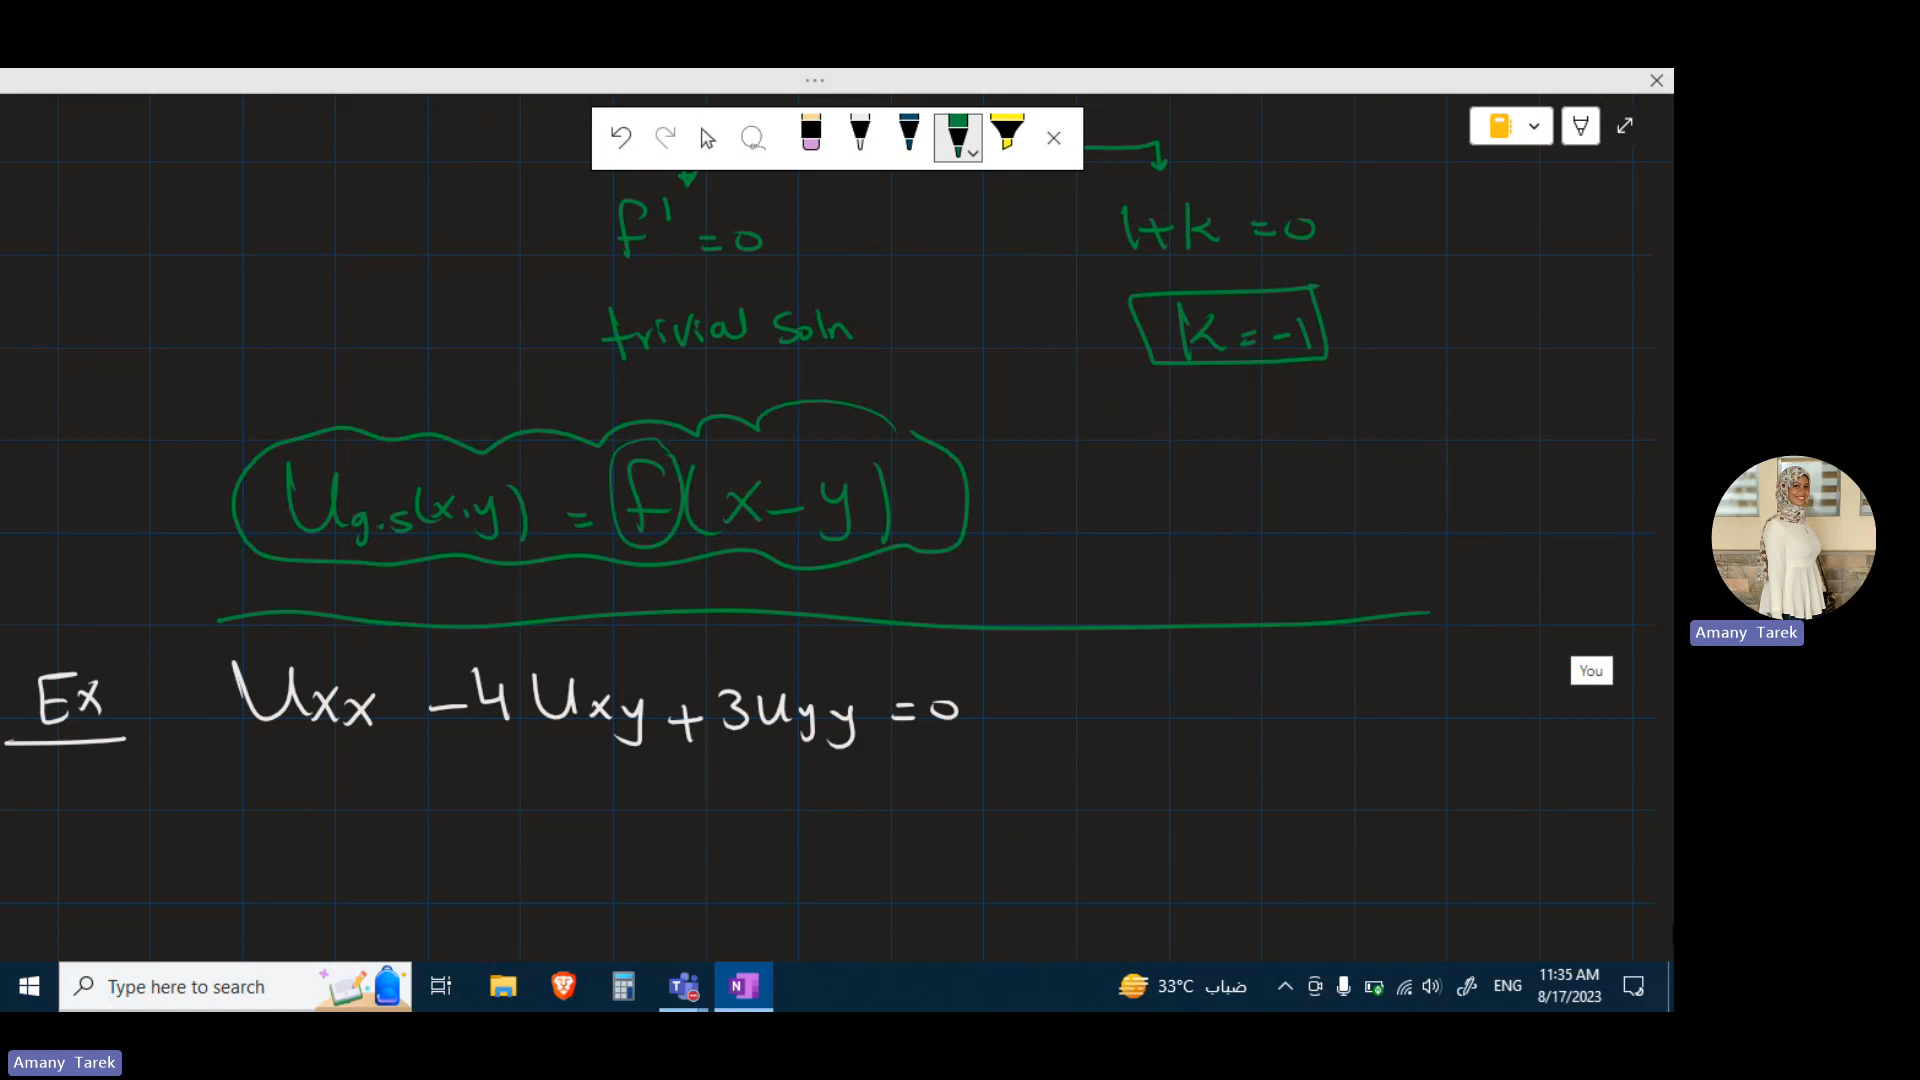 f' = 0
1+k = 0
trivial soln
k = -1
Ug.s(x,y) = f(x-y)
Amany Tarek
You
Ex Uxx -4Uxy+3Uyy = 0
Type here to search
T
N
33°C ضباب
ENG
11:35 AM
8/17/2023
Amany Tarek